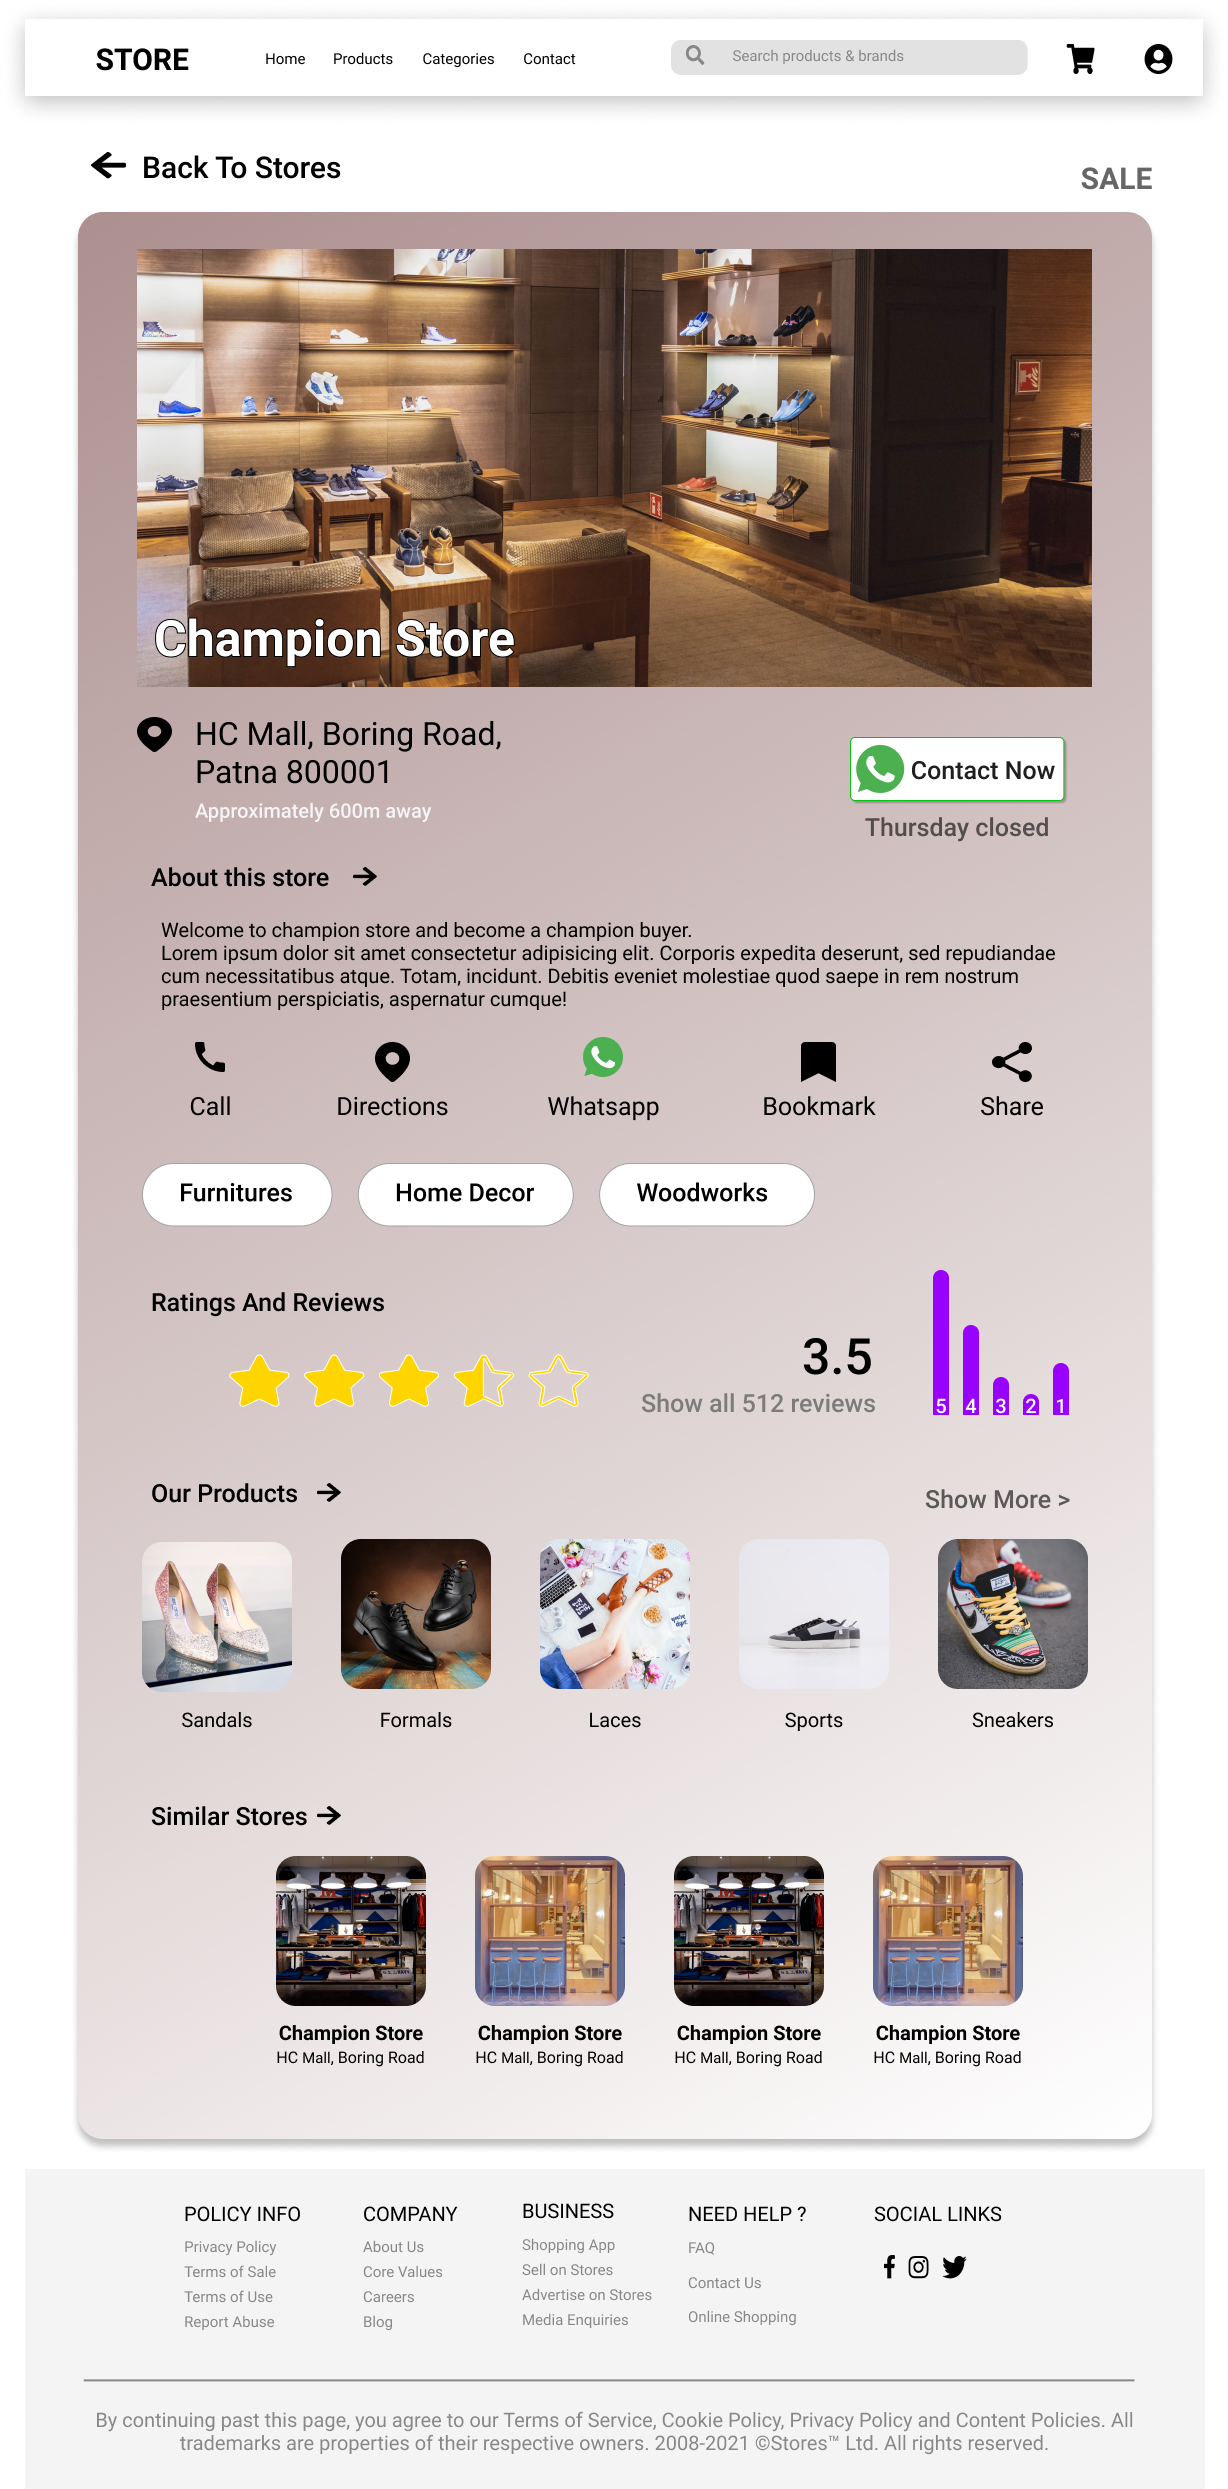 STORE
Home Products Categories Contact
Search products & brands
Back To Stores
SALE
Champion Store
HC Mall, Boring Road,
Patna 800001
Approximately 600m away
Contact Now
Thursday closed
About this store
Welcome to champion store and become a champion buyer.
Lorem ipsum dolor sit amet consectetur adipisicing elit. Corporis expedita deserunt, sed repudiandae
cum necessitatibus atque. Totam, incidunt. Debitis eveniet molestiae quod saepe in rem nostrum
praesentium perspiciatis, aspernatur cumque!
Call Directions Whatsapp Bookmark Share
Furnitures Home Decor Woodworks
Ratings And Reviews
3.5
Show all 512 reviews
5 4 3 2 1
Our Products
Show More >
Sandals Formals Laces Sports Sneakers
Similar Stores
Champion Store Champion Store Champion Store Champion Store
HC Mall, Boring Road HC Mall, Boring Road HC Mall, Boring Road HC Mall, Boring Road
POLICY INFO
Privacy Policy
Terms of Sale
Terms of Use
Report Abuse
COMPANY
About Us
Core Values
Careers
Blog
BUSINESS
Shopping App
Sell on Stores
Advertise on Stores
Media Enquiries
NEED HELP ?
FAQ
Contact Us
Online Shopping
SOCIAL LINKS
By continuing past this page, you agree to our Terms of Service, Cookie Policy, Privacy Policy and Content Policies. All
trademarks are properties of their respective owners. 2008-2021 ©Stores™ Ltd. All rights reserved.